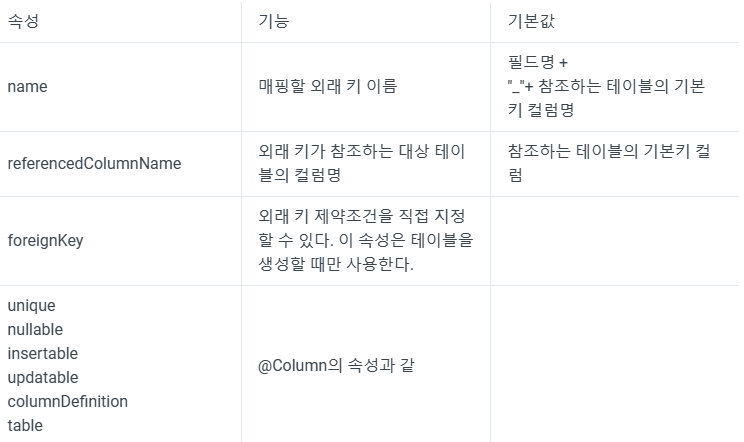 속성 기능 기본값
name 매핑할 외래 키 이름 필드명 +
"_"+ 참조하는 테이블의 기본
키 컬럼명
referencedColumnName 외래 키가 참조하는 대상 테이
블의 컬럼명 참조하는 테이블의 기본키 컬
럼
foreignKey 외래 키 제약조건을 직접 지정
할 수 있다. 이 속성은 테이블을
생성할 때만 사용한다.
unique
nullable
insertable
updatable
columnDefinition
table
@Column의 속성과 같